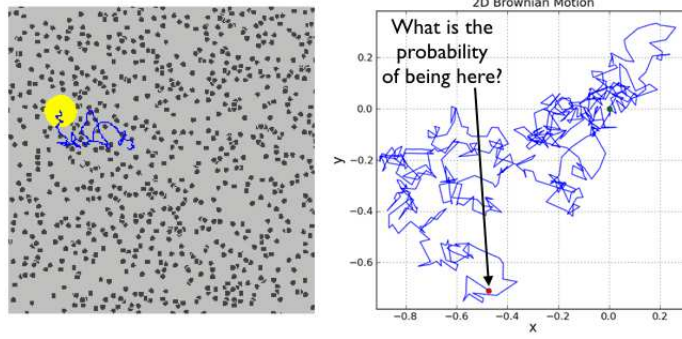 2D Brownian Motion
What is the
probability
of being here?
0.2
0.0
−0.2
−0.4
−0.6
y
−0.8
−0.6
−0.4
−0.2
0.0
0.2
x